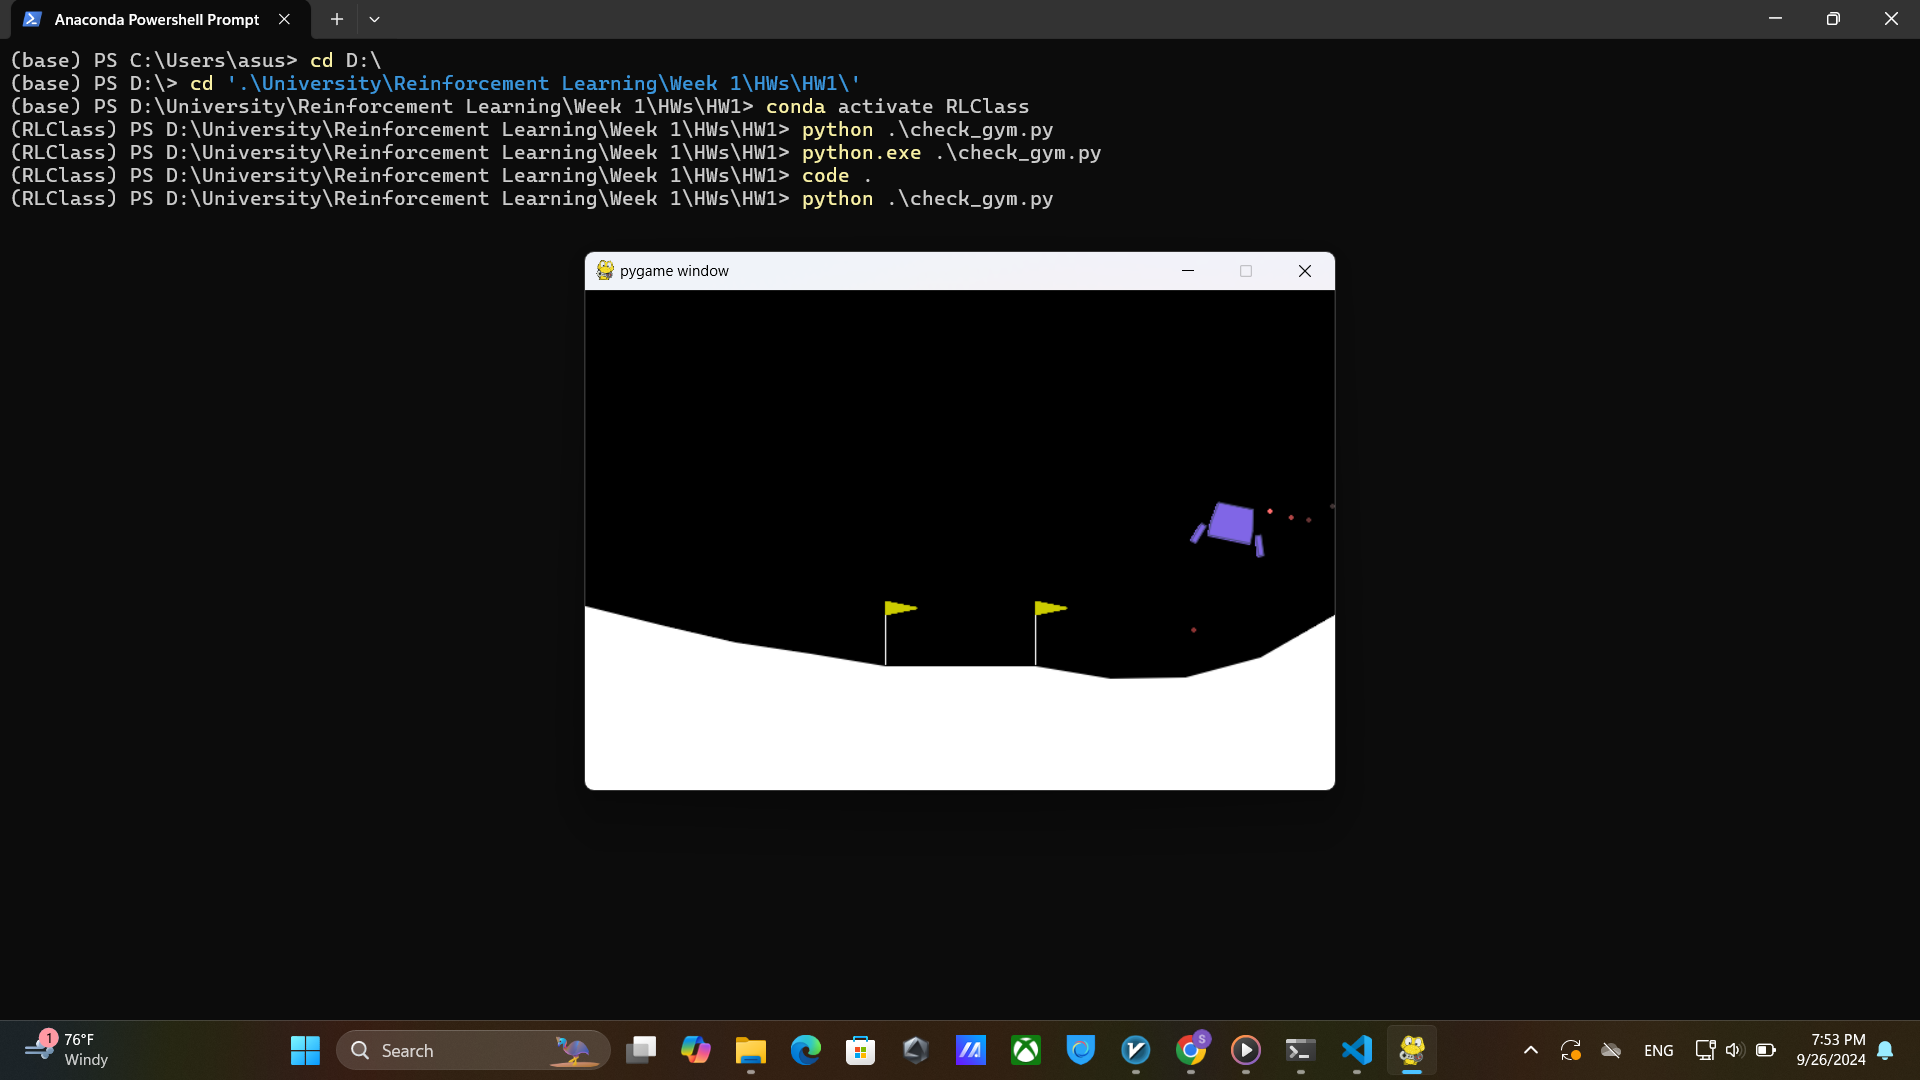 Anaconda Powershell Prompt
(base) PS C:\Users\asus> cd D:\
(base) PS D:\> cd '.\University\Reinforcement Learning\Week 1\HWs\HW1\'
(base) PS D:\University\Reinforcement Learning\Week 1\HWs\HW1> conda activate RLClass
(RLClass) PS D:\University\Reinforcement Learning\Week 1\HWs\HW1> python .\check_gym.py
(RLClass) PS D:\University\Reinforcement Learning\Week 1\HWs\HW1> python.exe .\check_gym.py
(RLClass) PS D:\University\Reinforcement Learning\Week 1\HWs\HW1> code .
(RLClass) PS D:\University\Reinforcement Learning\Week 1\HWs\HW1> python .\check_gym.py
pygame window
1
76°F
Windy
Search
S
ENG
7:53 PM
9/26/2024